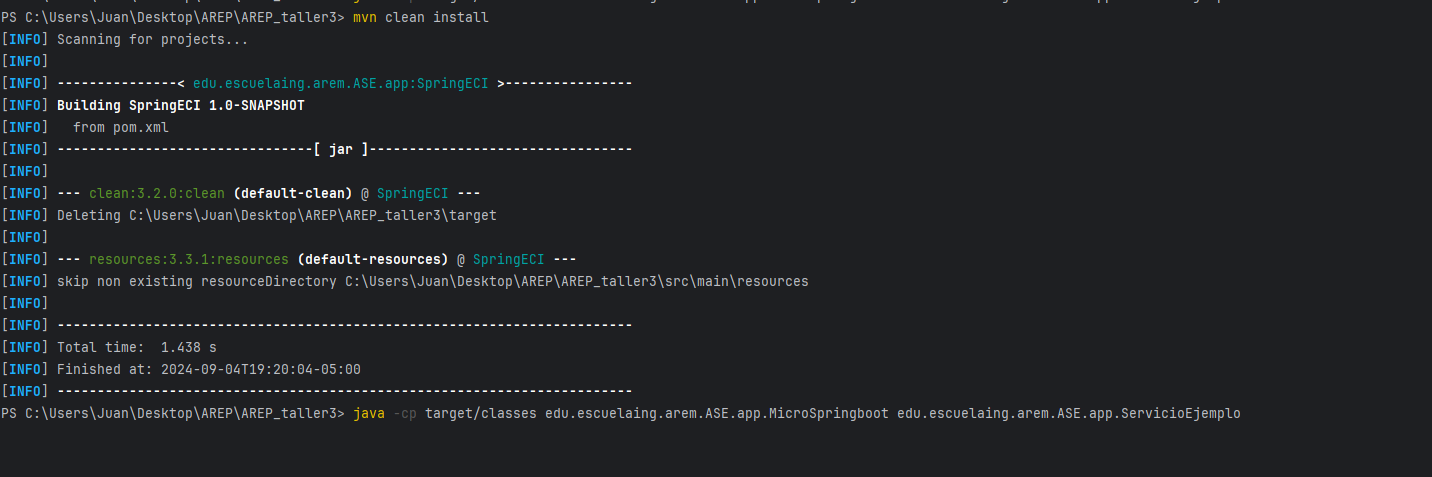 PS C:\Users\Juan\Desktop\AREP\AREP_taller3> mvn clean install
[INFO] Scanning for projects...
[INFO]
[INFO] ---------------< edu.escuelaing.arem.ASE.app:SpringECI >----------------
[INFO] Building SpringECI 1.0-SNAPSHOT
[INFO]   from pom.xml
[INFO] --------------------------------[ jar ]---------------------------------
[INFO]
[INFO] --- clean:3.2.0:clean (default-clean) @ SpringECI ---
[INFO] Deleting C:\Users\Juan\Desktop\AREP\AREP_taller3\target
[INFO]
[INFO] --- resources:3.3.1:resources (default-resources) @ SpringECI ---
[INFO] skip non existing resourceDirectory C:\Users\Juan\Desktop\AREP\AREP_taller3\src\main\resources
[INFO]
[INFO] ------------------------------------------------------------------------
[INFO] Total time:  1.438 s
[INFO] Finished at: 2024-09-04T19:20:04-05:00
[INFO] ------------------------------------------------------------------------
PS C:\Users\Juan\Desktop\AREP\AREP_taller3> java -cp target/classes edu.escuelaing.arem.ASE.app.MicroSpringboot edu.escuelaing.arem.ASE.app.ServicioEjemplo